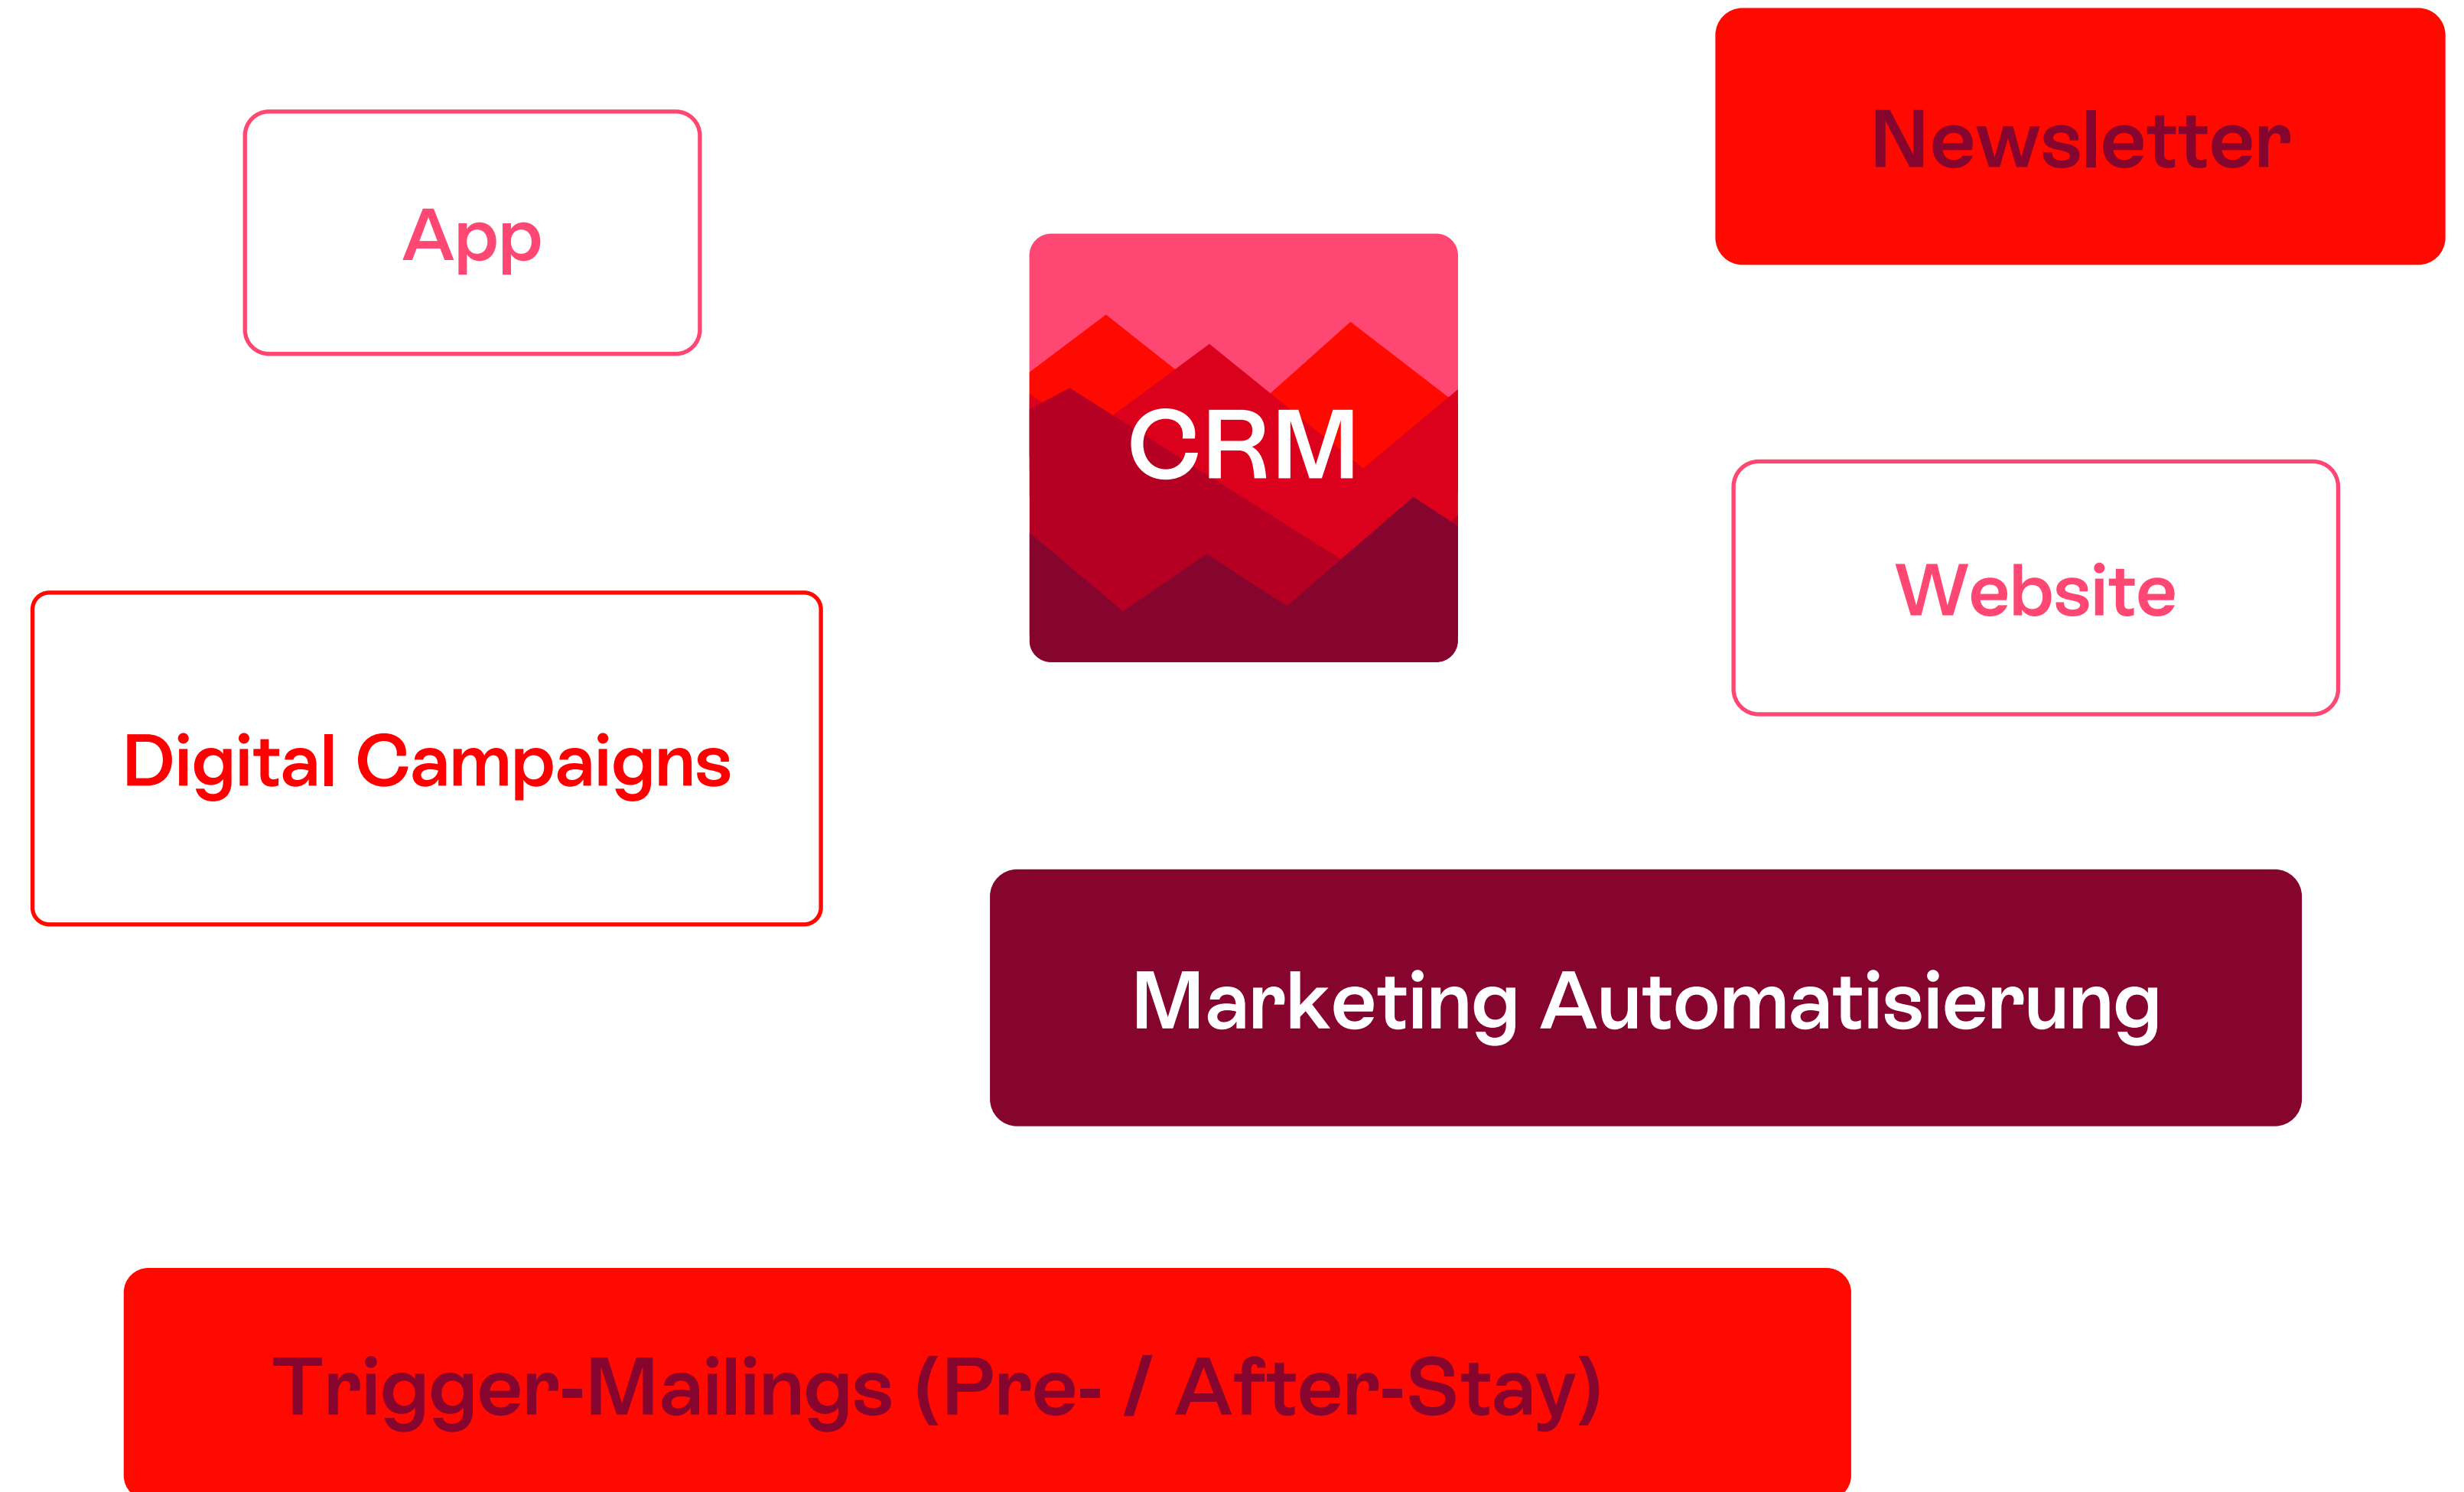 Newsletter
App
CRM
Website
Digital Campaigns
Marketing Automatisierung
Trigger-Mailings (Pre- / After-Stay)